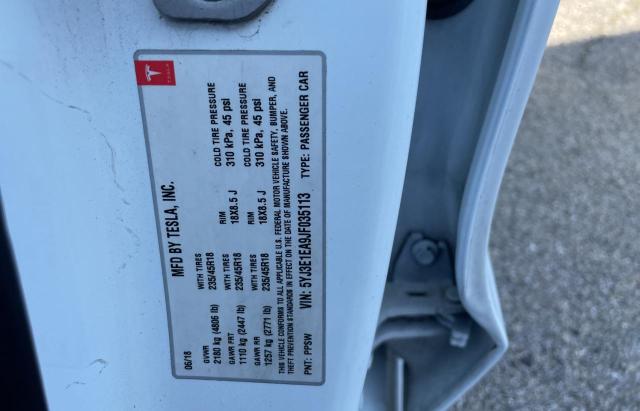 TESLA
MFD BY TESLA, INC.
06/18
GVWR WITH TIRES RIM COLD TIRE PRESSURE
2180 kg (4806 lb) 235/45R18 18X8.5 J 310 kPa, 45 psi
GAWR FRT WITH TIRES RIM COLD TIRE PRESSURE
1110 kg (2447 lb) 235/45R18 18X8.5 J 310 kPa, 45 psi
GAWR RR WITH TIRES
1257 kg (2771 lb) 235/45R18
THIS VEHICLE CONFORMS TO ALL APPLICABLE U.S. FEDERAL MOTOR VEHICLE SAFETY, BUMPER, AND
THEFT PREVENTION STANDARDS IN EFFECT ON THE DATE OF MANUFACTURE SHOWN ABOVE.
PNT: PPSW VIN: 5YJ3E1EA9JF035113 TYPE: PASSENGER CAR